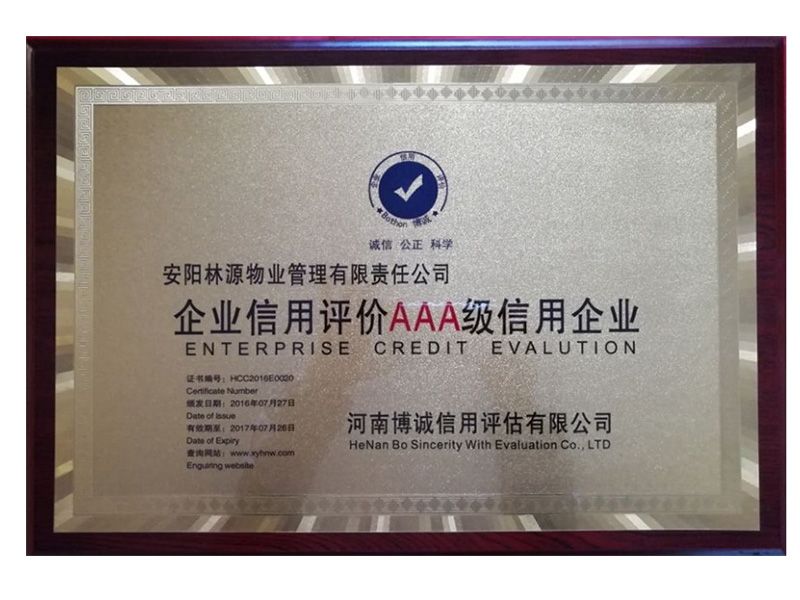 企业 信用 评价
★Bothon 博诚★
诚信 公正 科学
安阳林源物业管理有限责任公司
企业信用评价AAA级信用企业
ENTERPRISE CREDIT EVALUTION
证书编号：HCC2016E0020
Certificate Number
颁发日期：2016年07月27日
Date of Issue
有效期至：2017年07月26日
Date of Expiry
查询网站：www.xyhnw.com
Enguiring website
河南博诚信用评估有限公司
HeNan Bo Sincerity With Evaluation Co., LTD